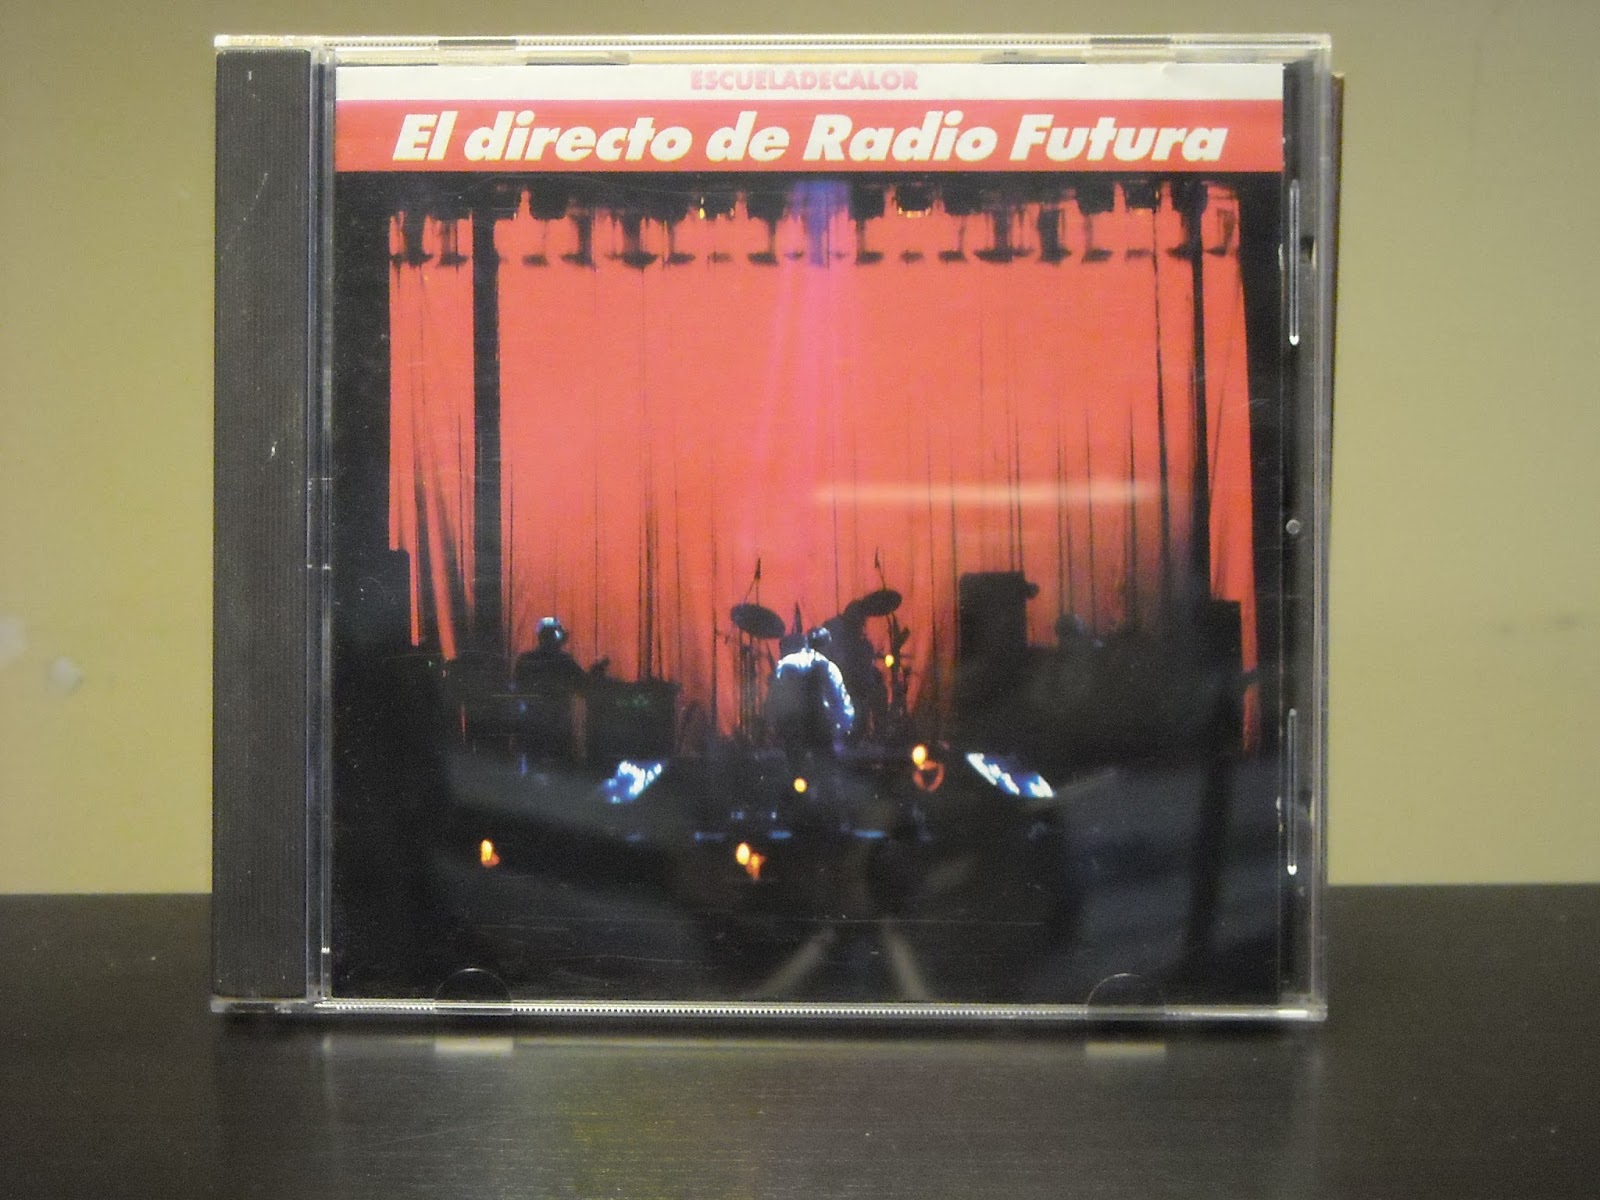 ESCUELADECALOR
El directo de Radio Futura